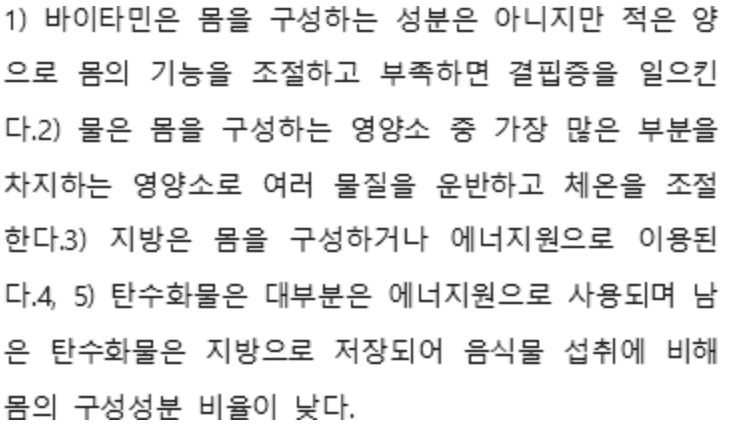 1) 바이타민은 몸을 구성하는 성분은 아니지만 적은 양
으로 몸의 기능을 조절하고 부족하면 결핍증을 일으킨
다.2) 물은 몸을 구성하는 영양소 중 가장 많은 부분을
차지하는 영양소로 여러 물질을 운반하고 체온을 조절
한다.3) 지방은 몸을 구성하거나 에너지원으로 이용된
다.4, 5) 탄수화물은 대부분은 에너지원으로 사용되며 남
은 탄수화물은 지방으로 저장되어 음식물 섭취에 비해
몸의 구성성분 비율이 낮다.